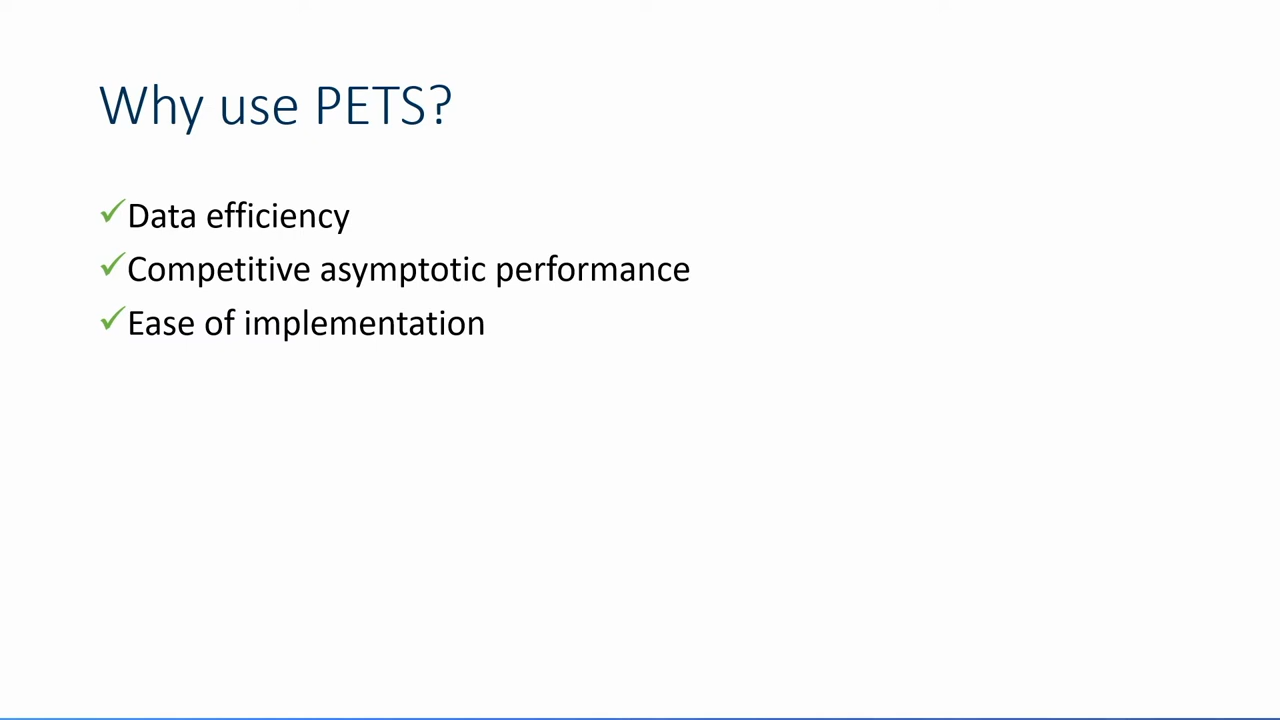 Why use PETS?
✓Data efficiency
✓Competitive asymptotic performance
✓Ease of implementation